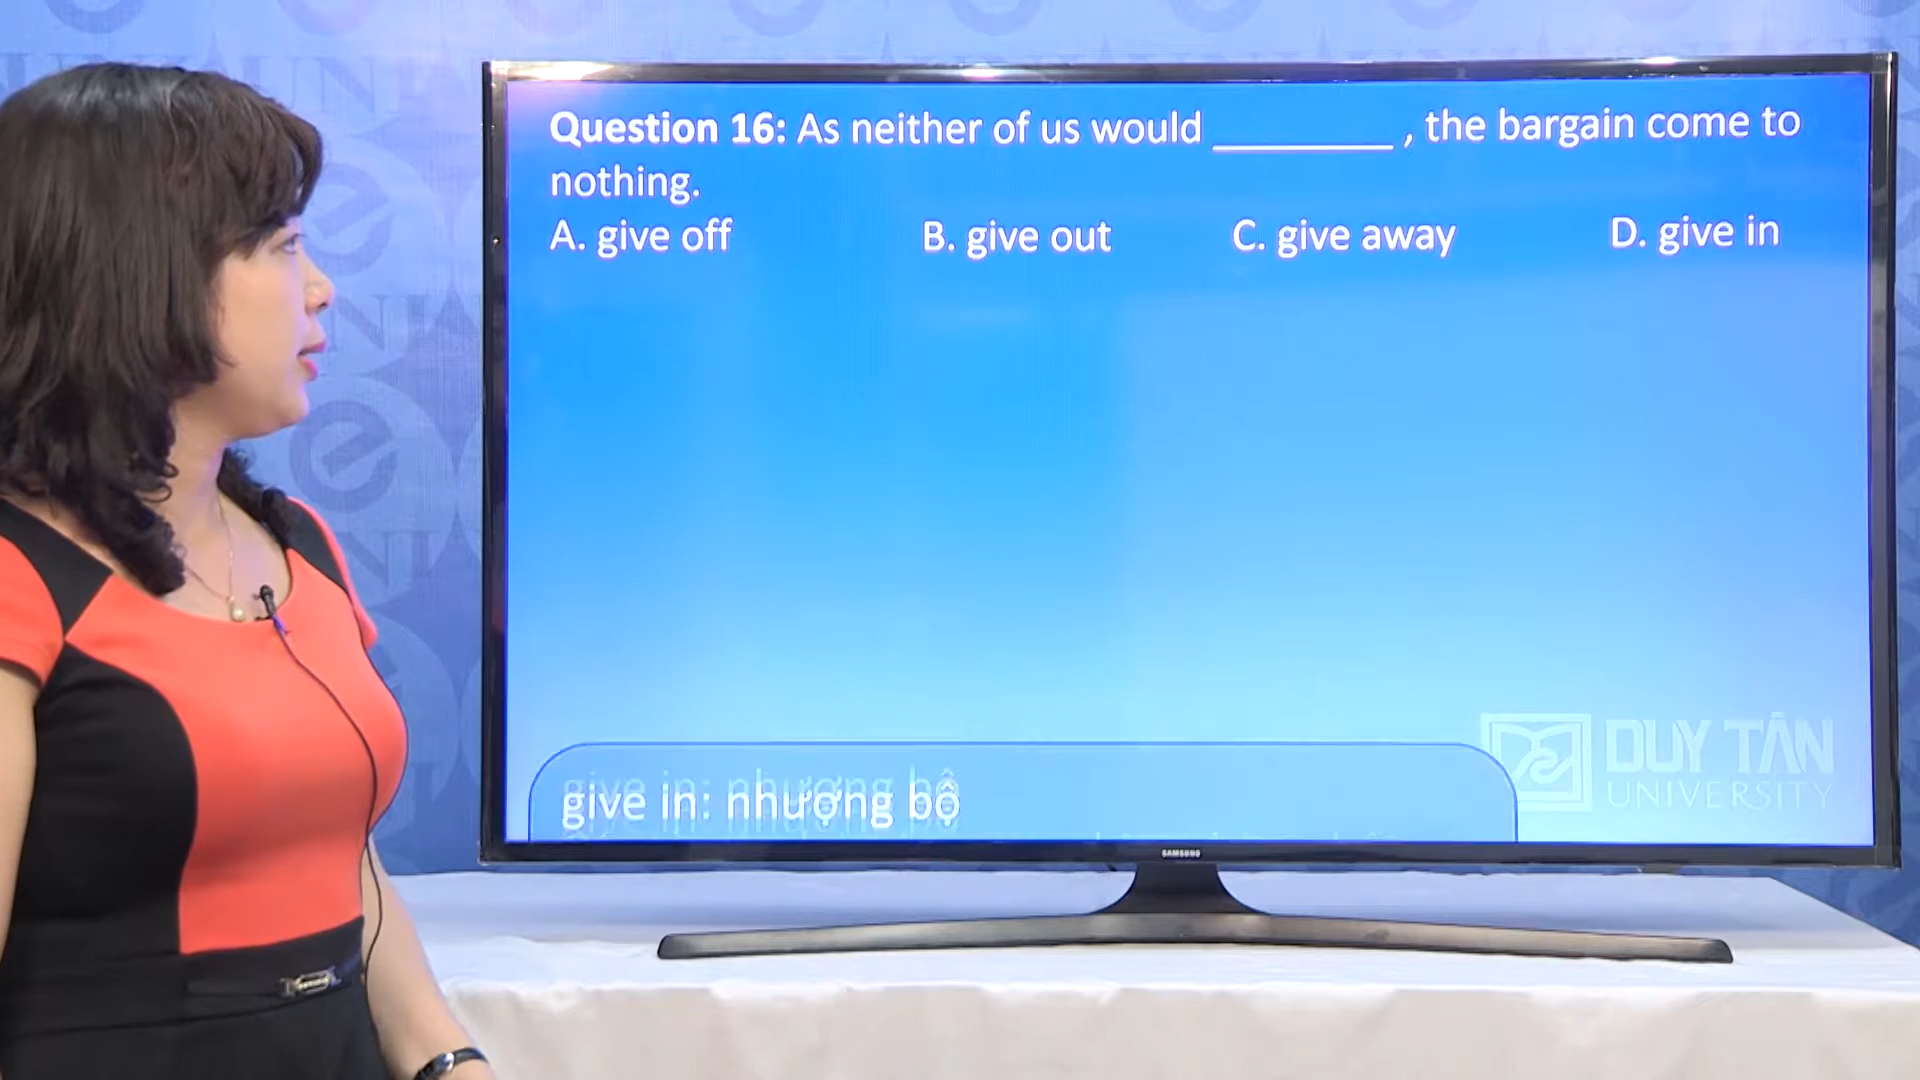 Question 16: As neither of us would ________ , the bargain come to
nothing.
A. give off B. give out C. give away D. give in
give in: nhượng bộ
DUY TÂN
UNIVERSITY
SAMSUNG